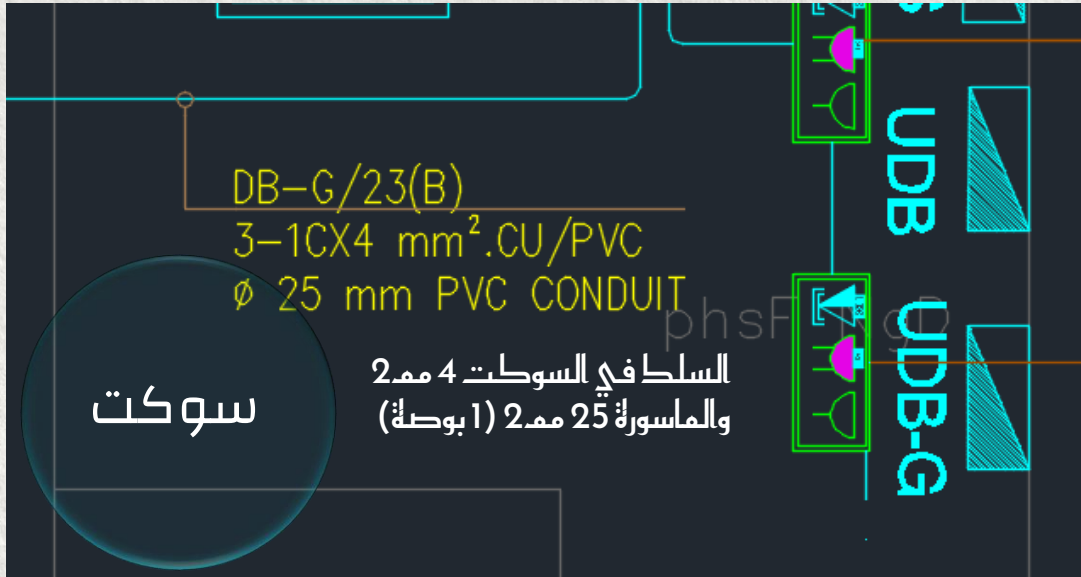 DB-G/23(B)
3-1CX4 mm².CU/PVC
Ø 25 mm PVC CONDUIT
السلك في السوكت 4 مم2
والماسورة 25 مم2 (1 بوصة)
سوكت
UDB
UDB-G